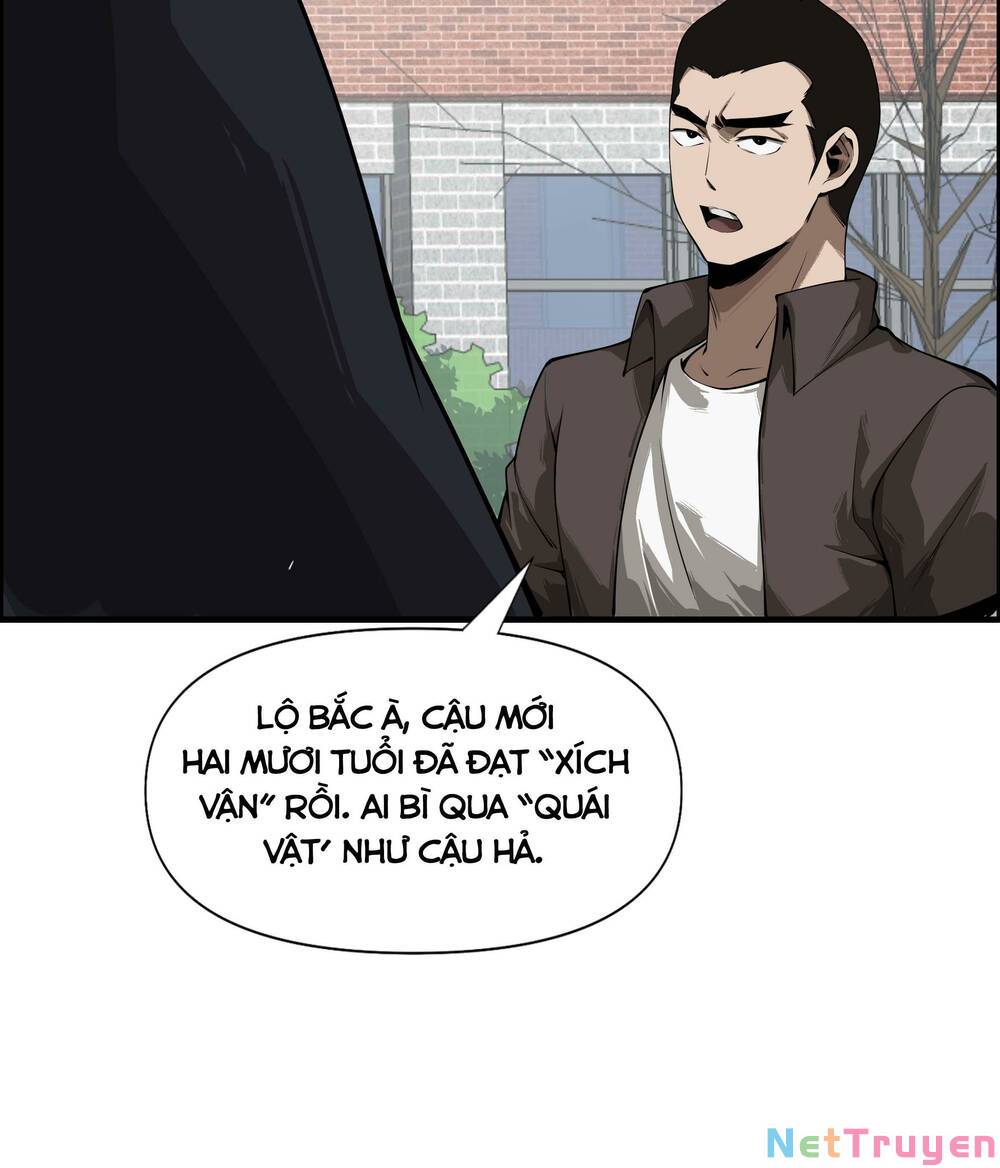 LỘ BẮC À, CẬU MỚI
HAI MƯƠI TUỔI ĐÃ ĐẠT "XÍCH
VẬN" RỒI. AI BÌ QUA "QUÁI
VẬT' NHƯ CẬU HẢ.
NetTruyen